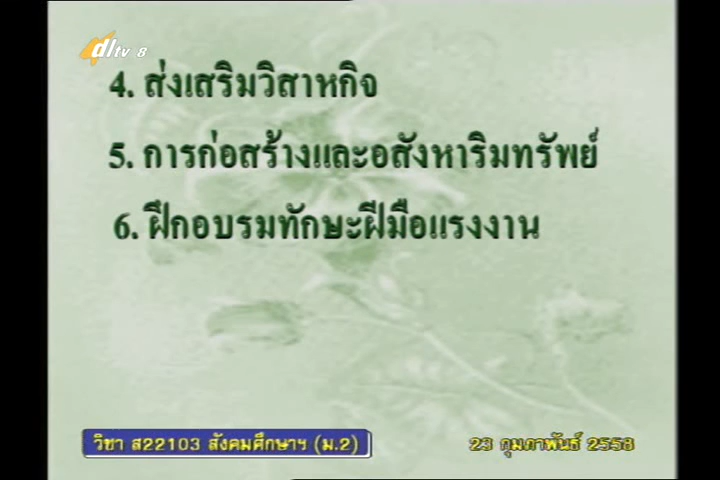 dltv 8
4. ส่งเสริมวิสาหกิจ
5. การก่อสร้างและอสังหาริมทรัพย์
6. ฝึกอบรมทักษะฝีมือแรงงาน
วิชา ส22103 สังคมศึกษาฯ (ม.2)
23 กุมภาพันธ์ 2558